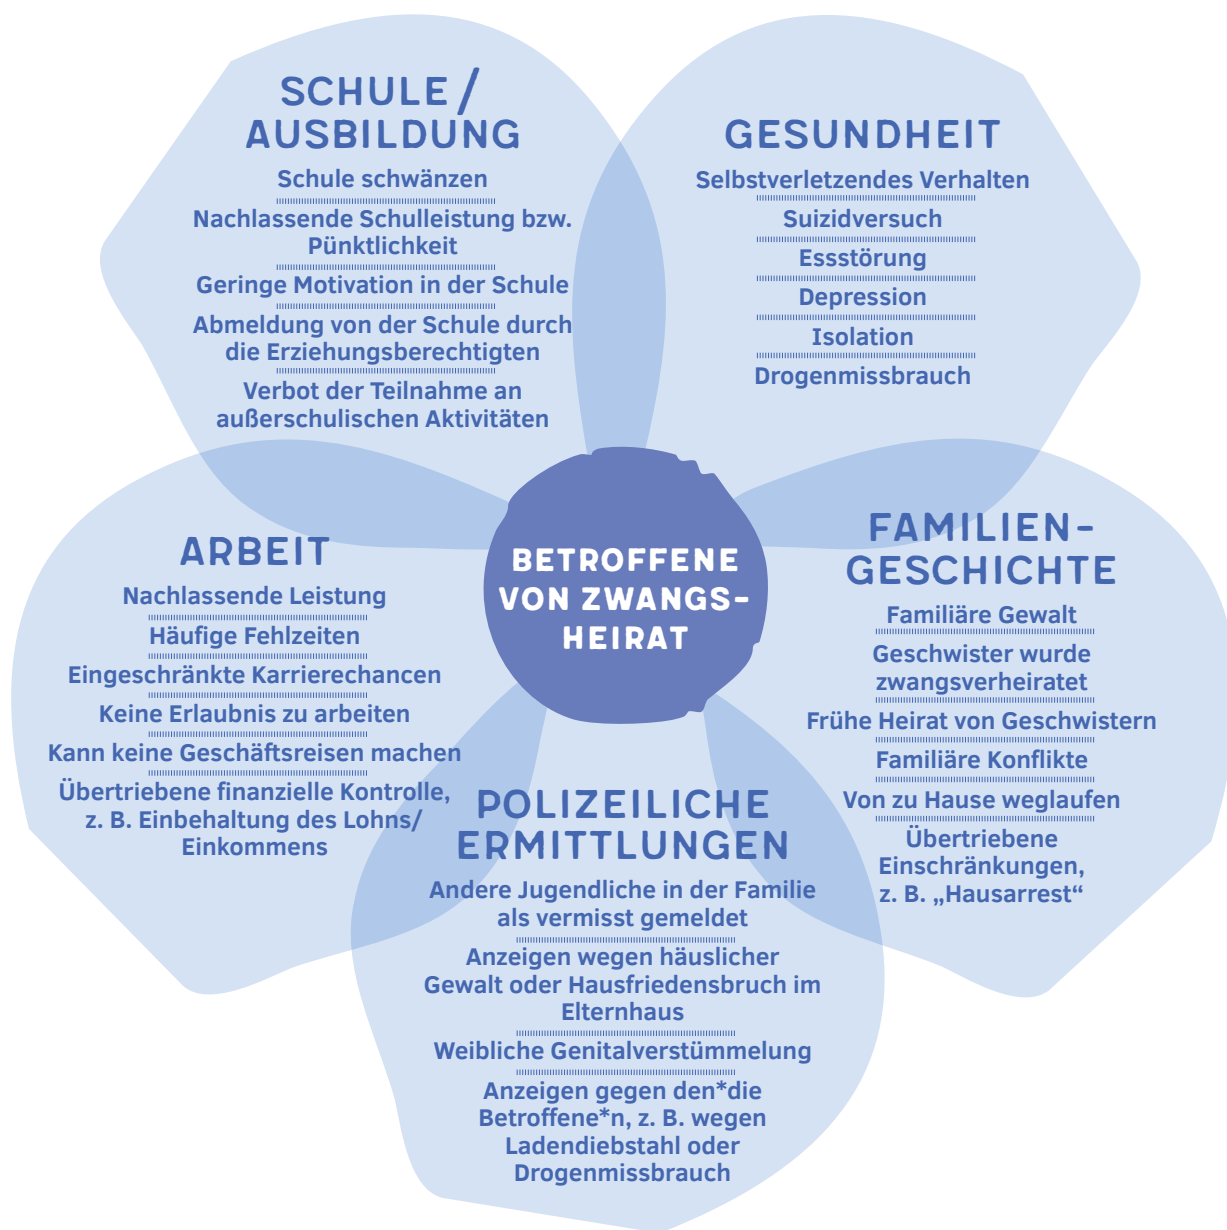 SCHULE/
AUSBILDUNG
Schule schwänzen
Nachlassende Schulleistung bzw.
Pünktlichkeit
Geringe Motivation in der Schule
Abmeldung von der Schule durch
die Erziehungsberechtigten
Verbot der Teilnahme an
außerschulischen Aktivitäten
GESUNDHEIT
Selbstverletzendes Verhalten
Suizidversuch
Essstörung
Depression
Isolation
Drogenmissbrauch
ARBEIT
Nachlassende Leistung
Häufige Fehlzeiten
Eingeschränkte Karrierechancen
Keine Erlaubnis zu arbeiten
Kann keine Geschäftsreisen machen
Übertriebene finanzielle Kontrolle,
z. B. Einbehaltung des Lohns/
Einkommens
BETROFFENE
VON ZWANGS-
HEIRAT
FAMILIEN-
GESCHICHTE
Familiäre Gewalt
Geschwister wurde
zwangsverheiratet
Frühe Heirat von Geschwistern
Familiäre Konflikte
Von zu Hause weglaufen
Übertriebene
Einschränkungen,
z. B. „Hausarrest“
POLIZEILICHE
ERMITTLUNGEN
Andere Jugendliche in der Familie
als vermisst gemeldet
Anzeigen wegen häuslicher
Gewalt oder Hausfriedensbruch im
Elternhaus
Weibliche Genitalverstümmelung
Anzeigen gegen den*die
Betroffene*n, z. B. wegen
Ladendiebstahl oder
Drogenmissbrauch